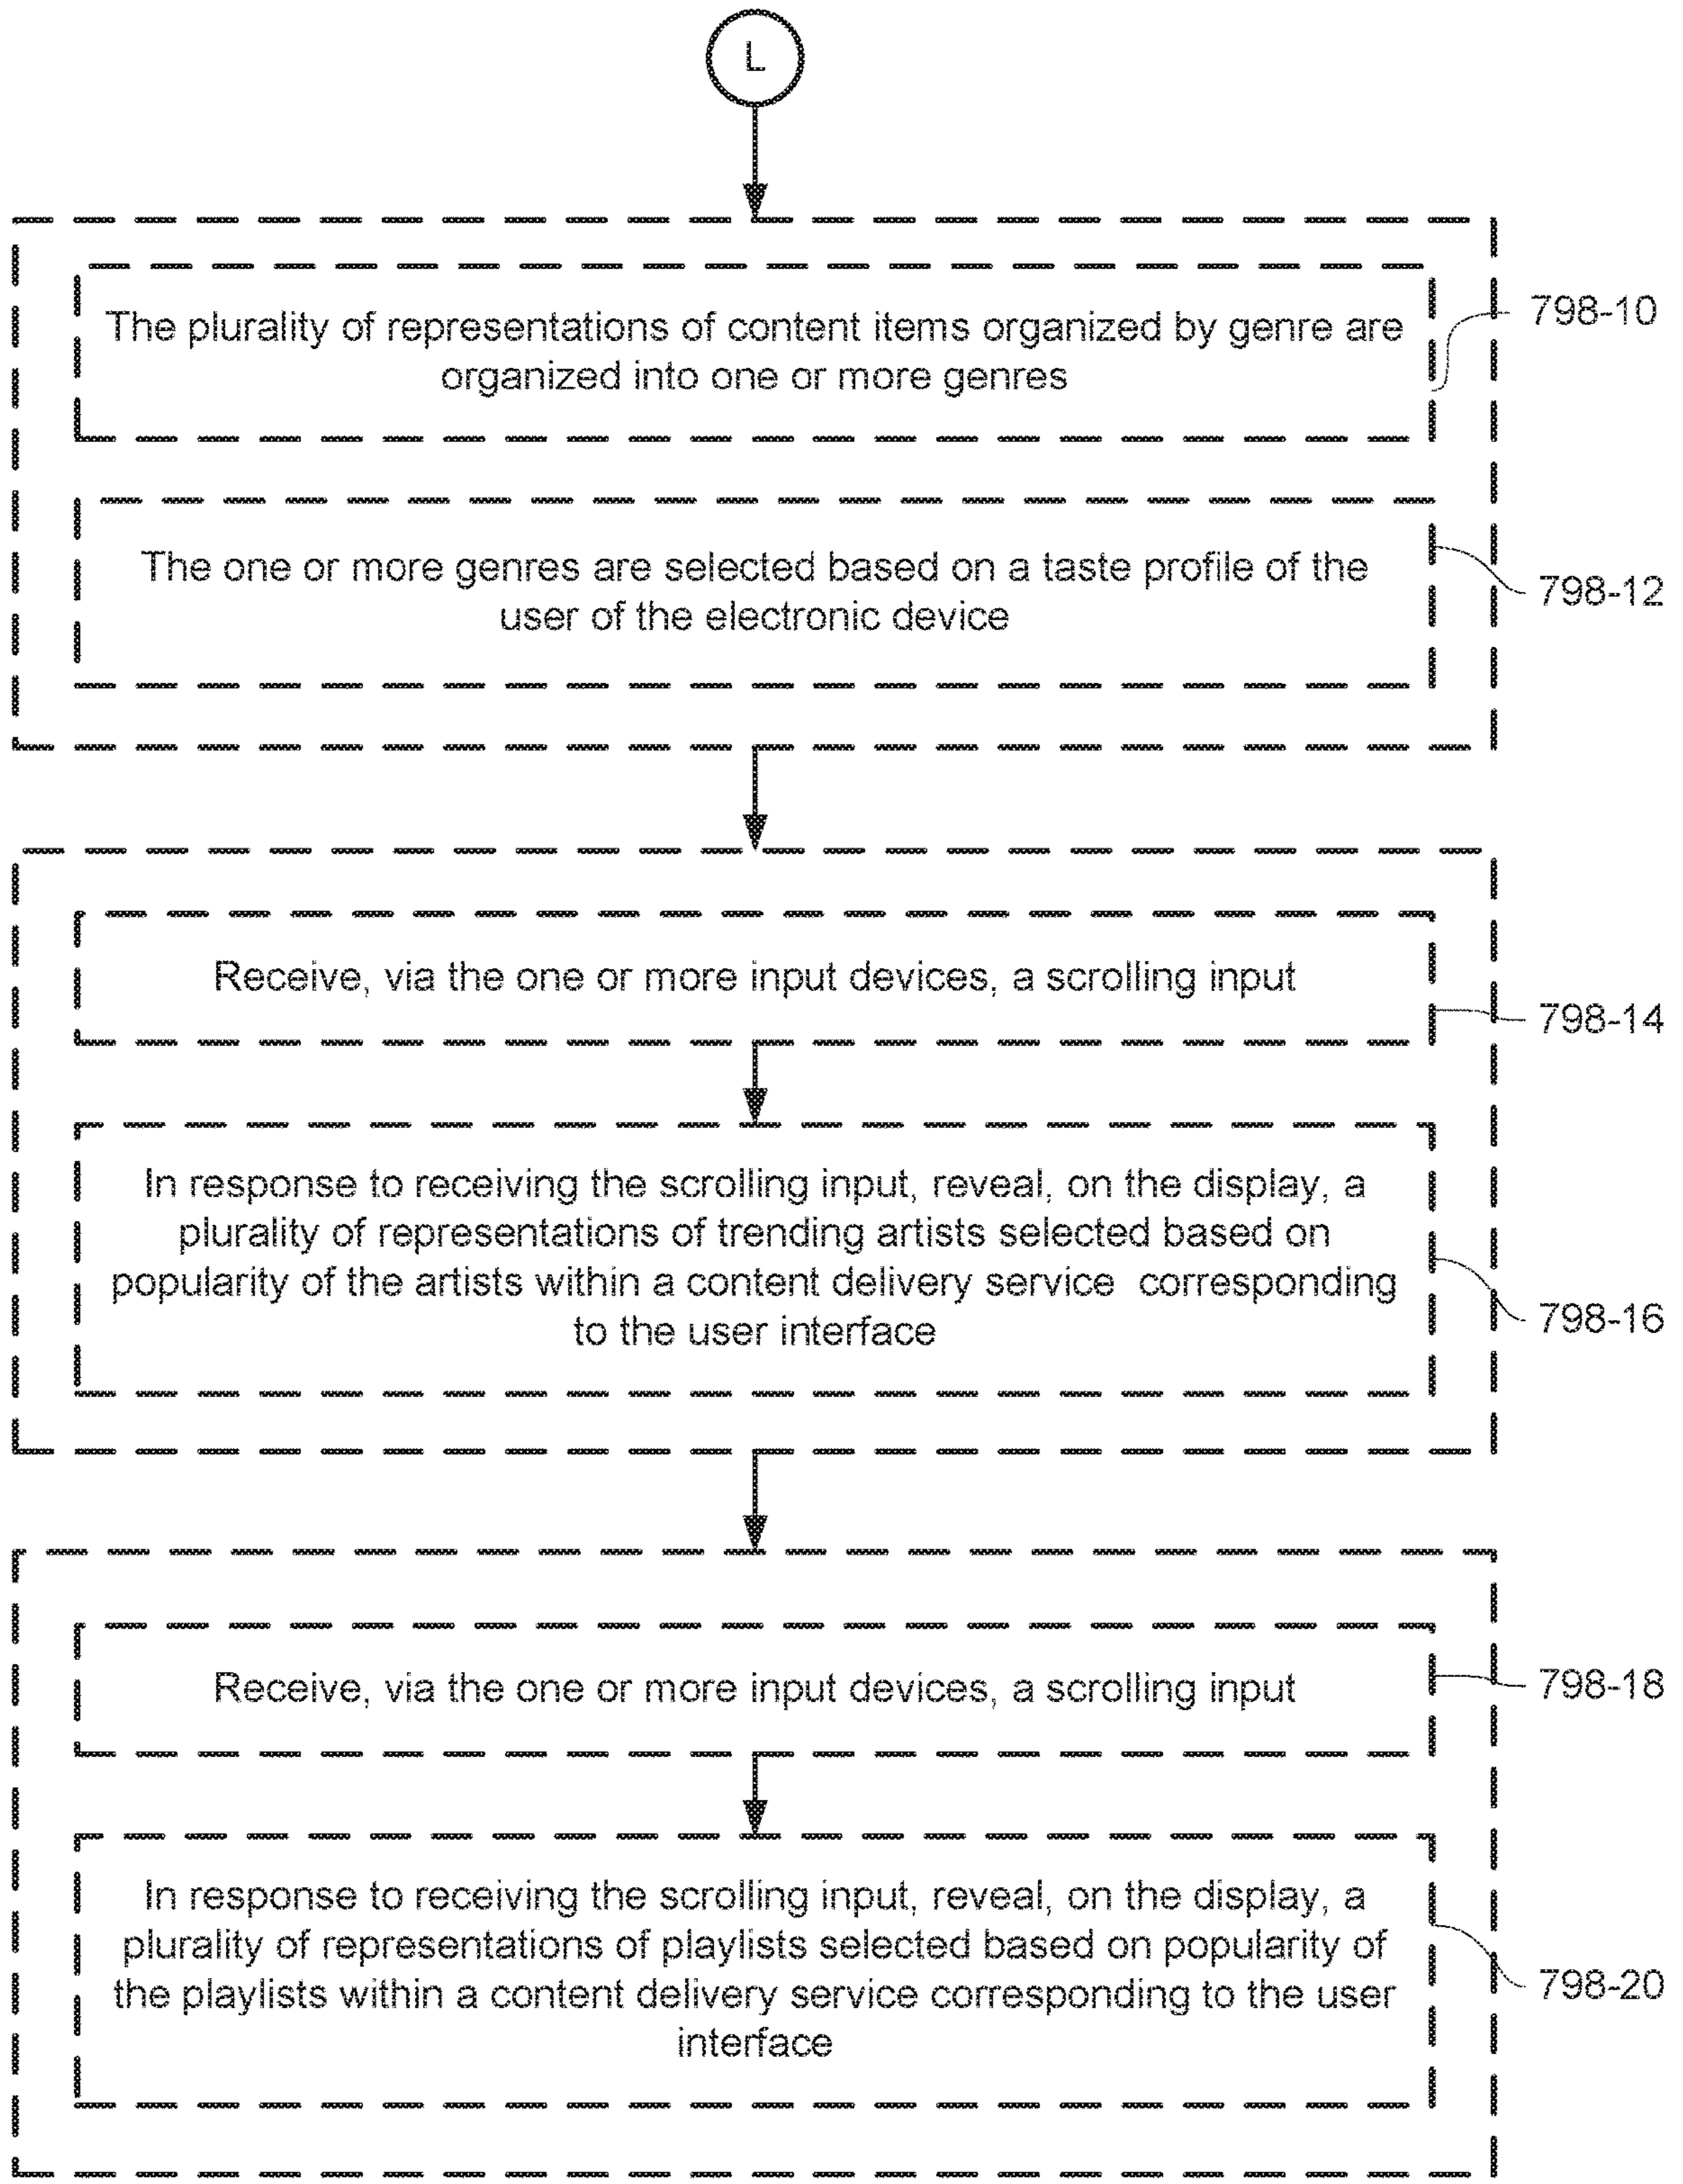 L
The plurality of representations of content items organized by genre are
organized into one or more genres
798-10
The one or more genres are selected based on a taste profile of the
user of the electronic device
798-12
Receive, via the one or more input devices, a scrolling input
798-14
In response to receiving the scrolling input, reveal, on the display, a
plurality of representations of trending artists selected based on
popularity of the artists within a content delivery service corresponding
to the user interface
798-16
Receive, via the one or more input devices, a scrolling input
798-18
In response to receiving the scrolling input, reveal, on the display, a
plurality of representations of playlists selected based on popularity of
the playlists within a content delivery service corresponding to the user
interface
798-20